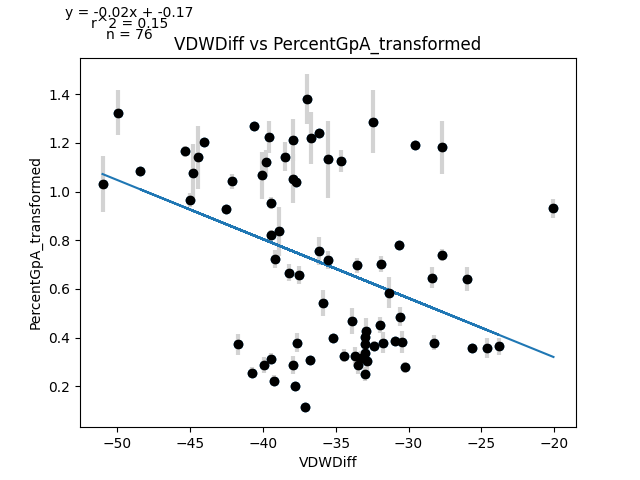 y = -0.02x + -0.17
r^2 = 0.15
n = 76
VDWDiff vs PercentGpA_transformed
PercentGpA_transformed
1.4
1.2
1.0
0.8
0.6
0.4
0.2
−50
−45
−40
−35
−30
−25
−20
VDWDiff